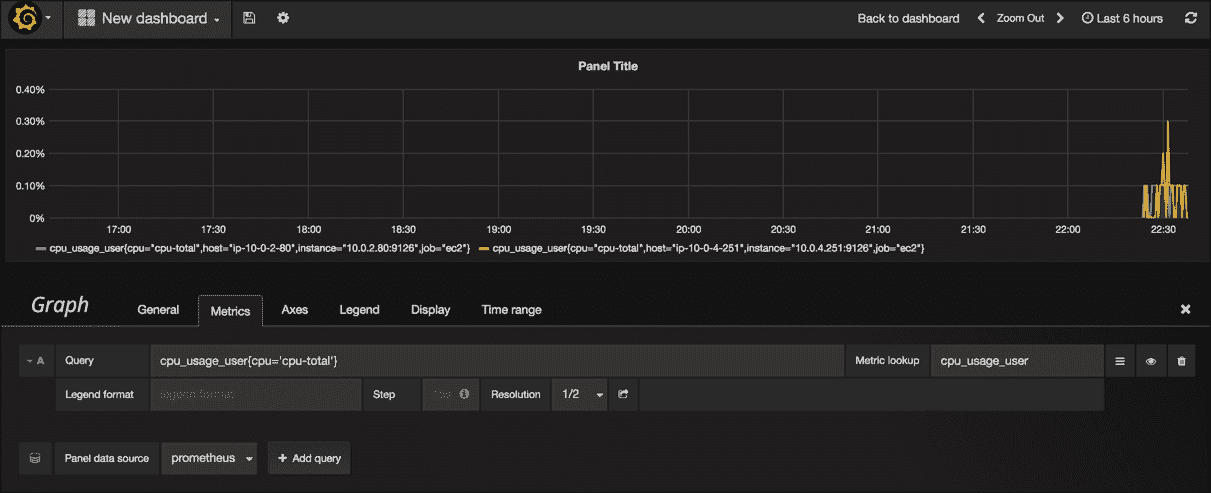 New dashboard
Back to dashboard Zoom Out Last 6 hours
Panel Title
0.40%
0.30%
0.20%
0.10%
0%
17:00 17:30 18:00 18:30 19:00 19:30 20:00 20:30 21:00 21:30 22:00 22:30
cpu_usage_user{cpu="cpu-total",host="ip-10-0-2-80",instance="10.0.2.80:9126",job="ec2"} cpu_usage_user{cpu="cpu-total",host="ip-10-0-4-251",instance="10.0.4.251:9126",job="ec2"}
Graph General Metrics Axes Legend Display Time range
A Query cpu_usage_user{cpu='cpu-total'} Metric lookup cpu_usage_user
Legend format legend format Step Resolution 1/2
Panel data source prometheus + Add query